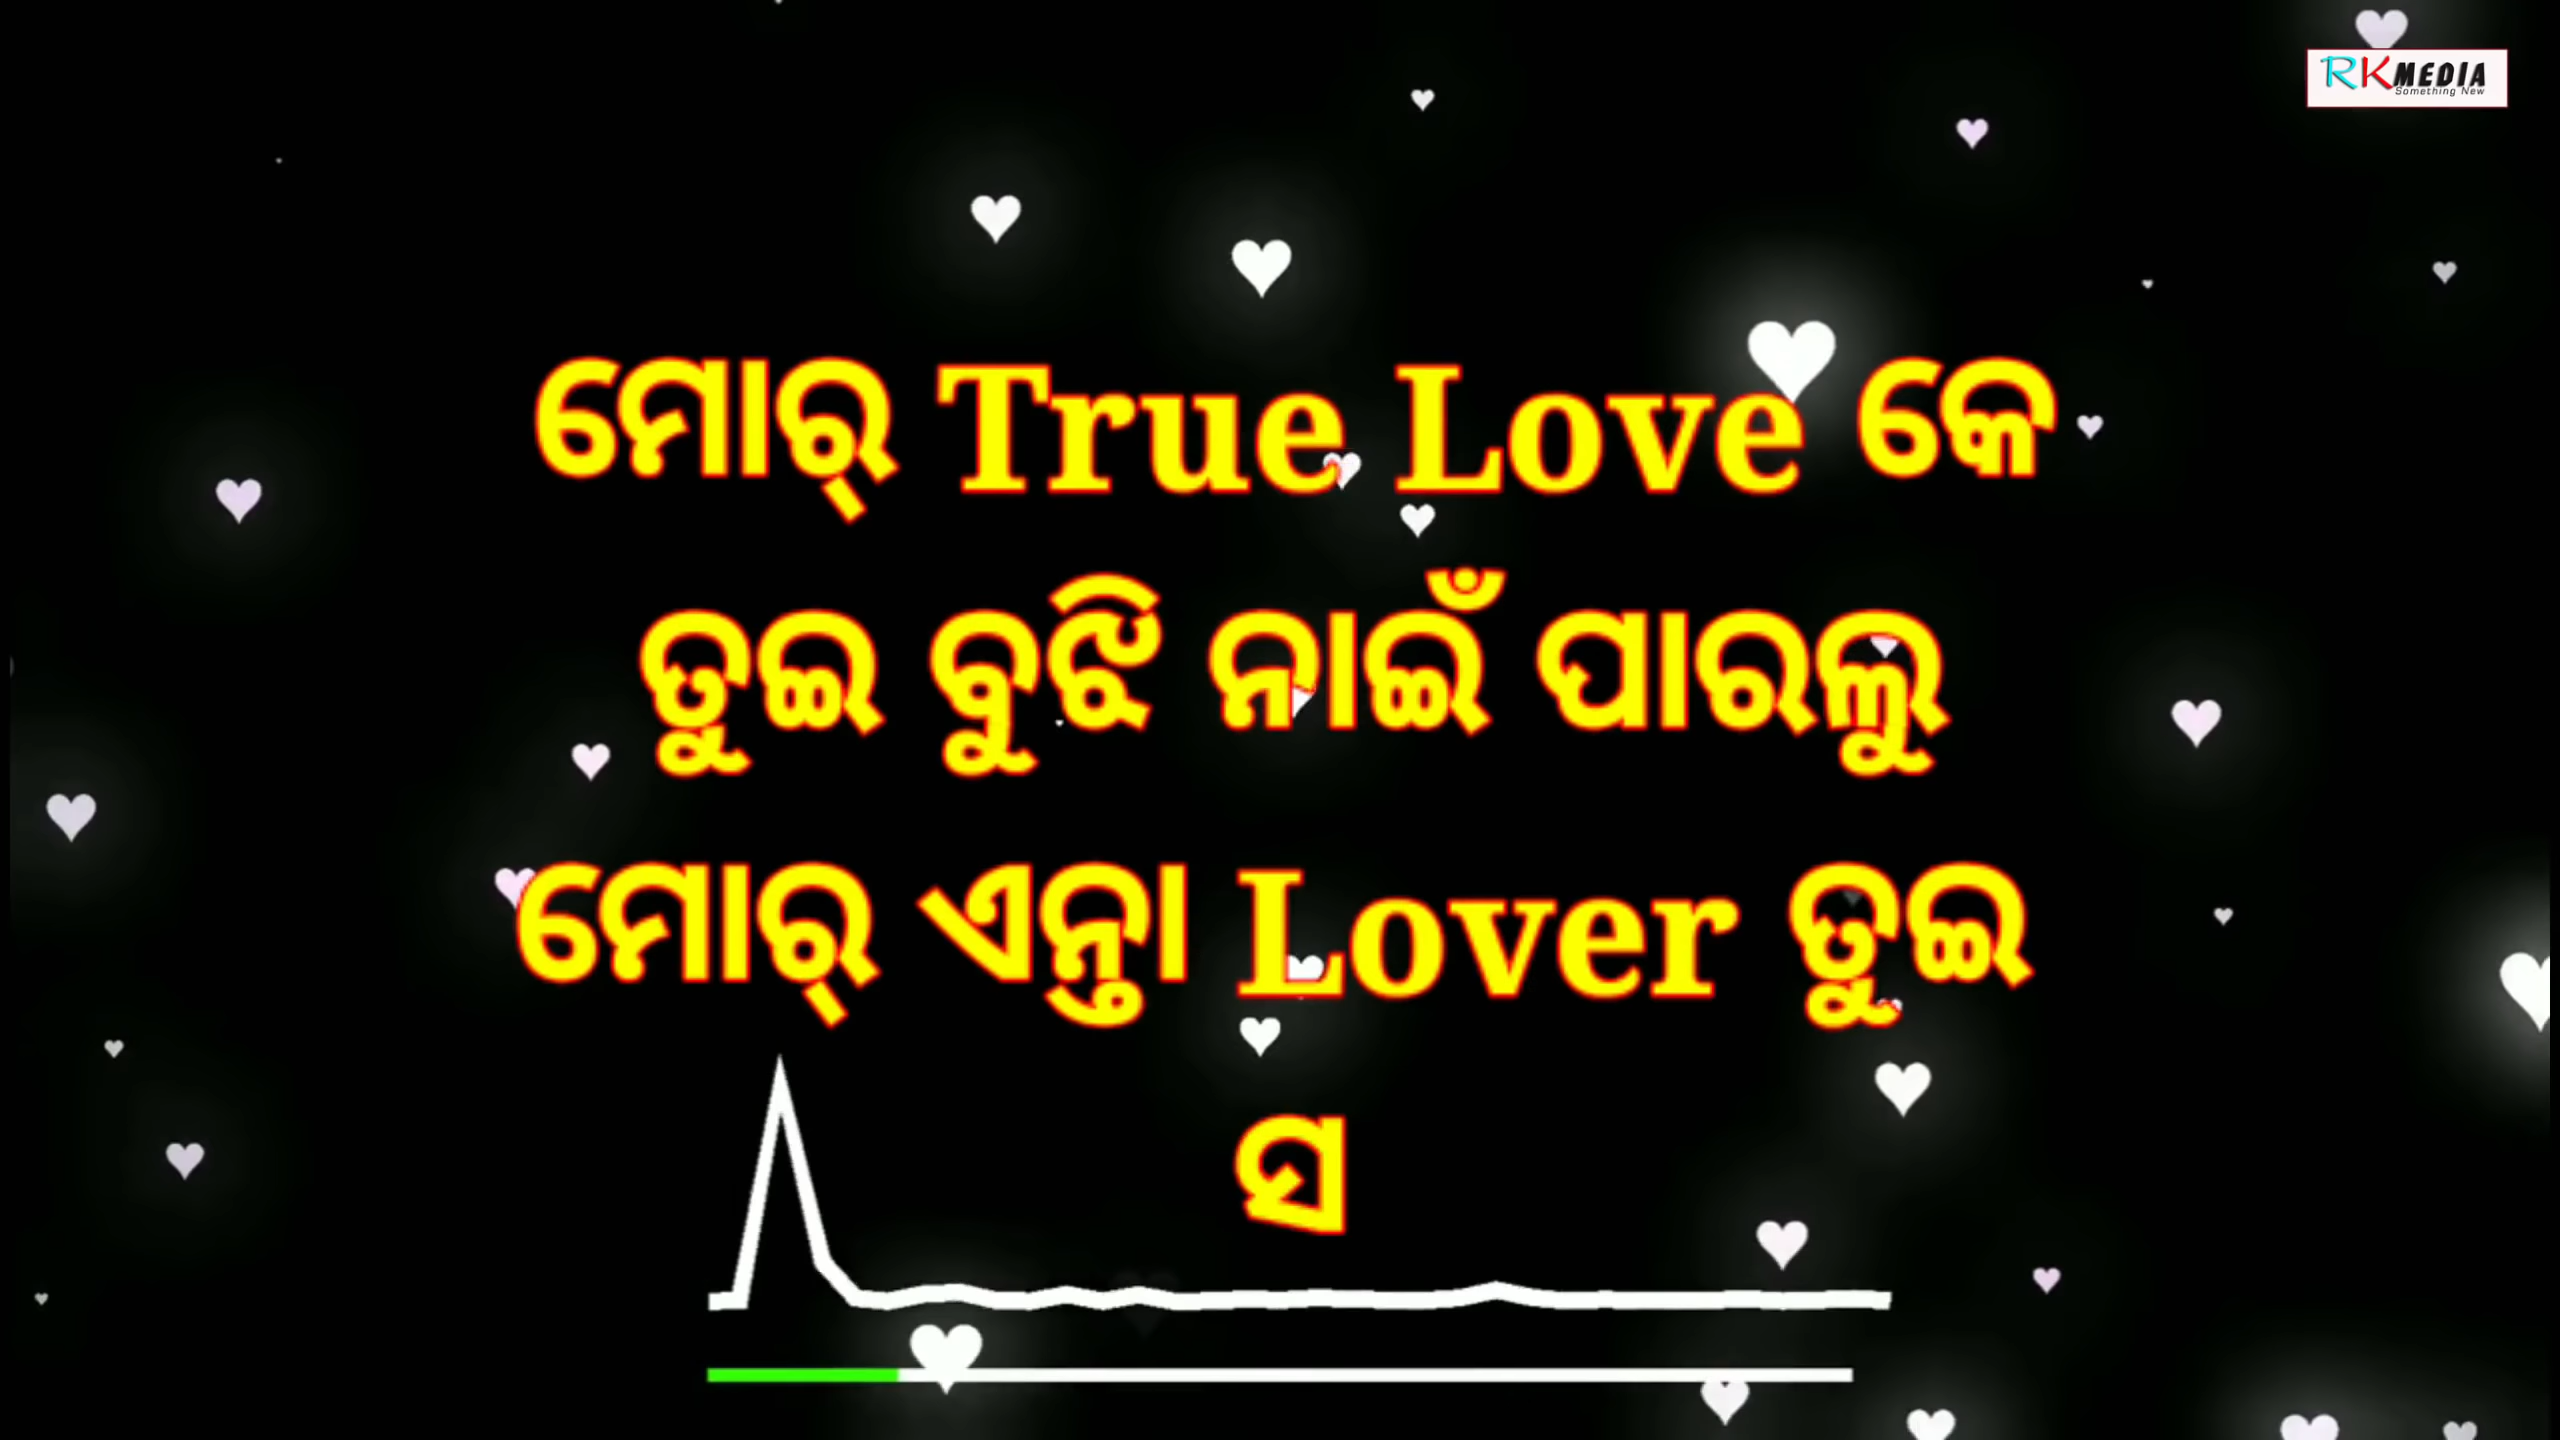 RKMEDIA
Something New
ମୋର୍ True Love କେ
ତୁଇ ବୁଝି ନାଇଁ ପାରଲୁ
ମୋର୍ ଏନ୍ତା Lover ତୁଇ
ସ